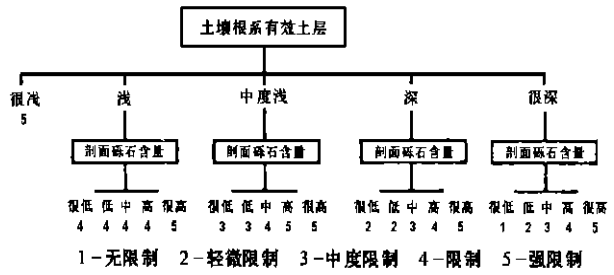 土壤根系有效土层
很浅 浅 中度浅 深 很深
5
剖面砾石含量 剖面砾石含量 剖面砾石含量 剖面砾石含量
很低 低 中 高 很高 很低 低 中 高 很高 很低 低 中 高 很高 很低 低 中 高 很高
4 4 4 4 5 3 3 4 5 5 2 2 3 4 5 1 2 3 4 5
1-无限制 2-轻微限制 3-中度限制 4-限制 5-强限制